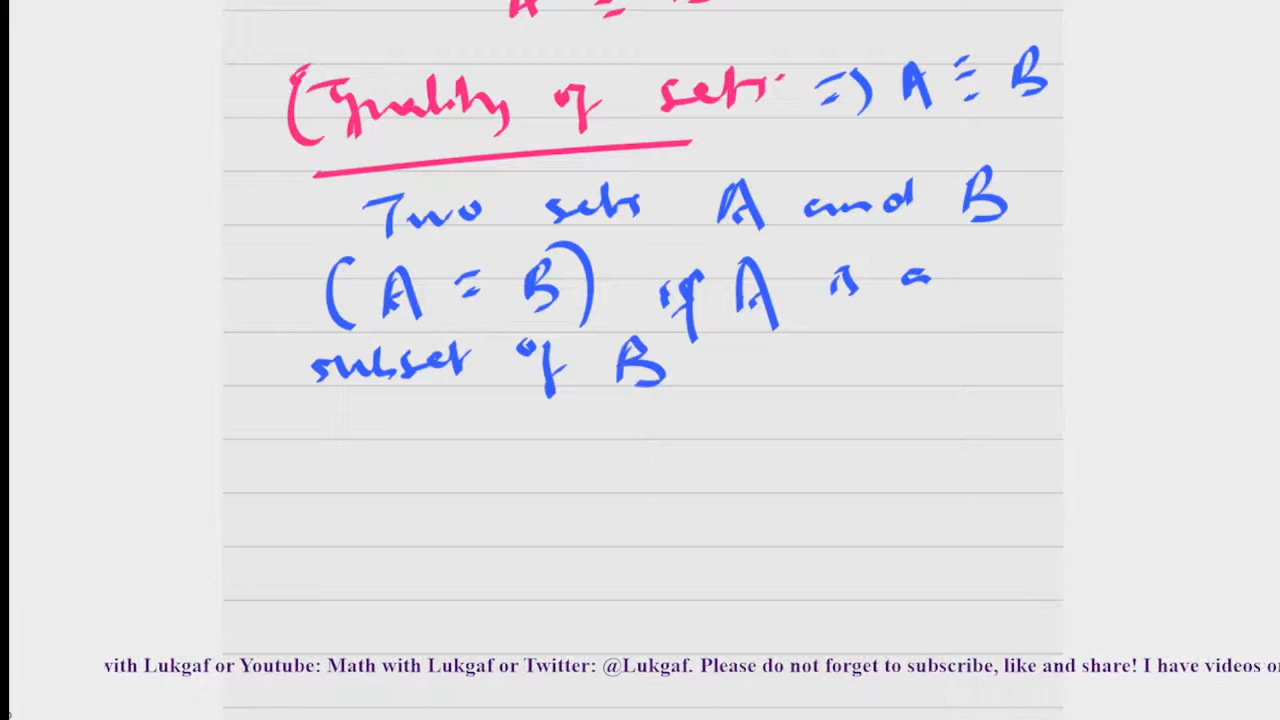 A ≡ B
Equality of sets ⇒ A ≡ B
Two sets A and B
(A = B) if A is a
subset of B
vith Lukgaf or Youtube: Math with Lukgaf or Twitter: @Lukgaf. Please do not forget to subscribe, like and share! I have videos or